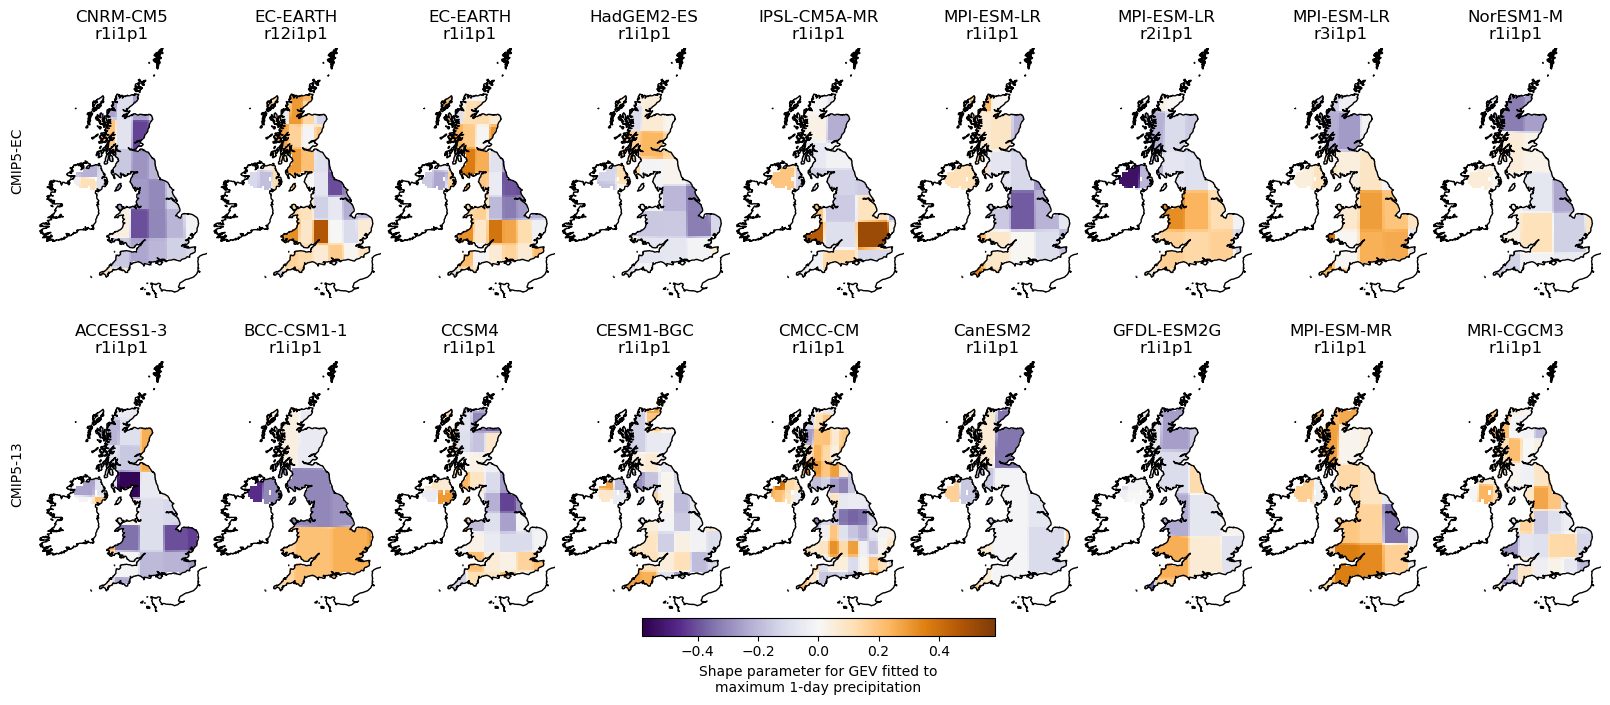 CNRM-CM5
r1i1p1
EC-EARTH
r12i1p1
EC-EARTH
r1i1p1
HadGEM2-ES
r1i1p1
IPSL-CM5A-MR
r1i1p1
MPI-ESM-LR
r1i1p1
MPI-ESM-LR
r2i1p1
MPI-ESM-LR
r3i1p1
NorESM1-M
r1i1p1
CMIP5-EC
ACCESS1-3
r1i1p1
BCC-CSM1-1
r1i1p1
CCSM4
r1i1p1
CESM1-BGC
r1i1p1
CMCC-CM
r1i1p1
CanESM2
r1i1p1
GFDL-ESM2G
r1i1p1
MPI-ESM-MR
r1i1p1
MRI-CGCM3
r1i1p1
CMIP5-13
−0.4 −0.2 0.0 0.2 0.4
Shape parameter for GEV fitted to
maximum 1-day precipitation